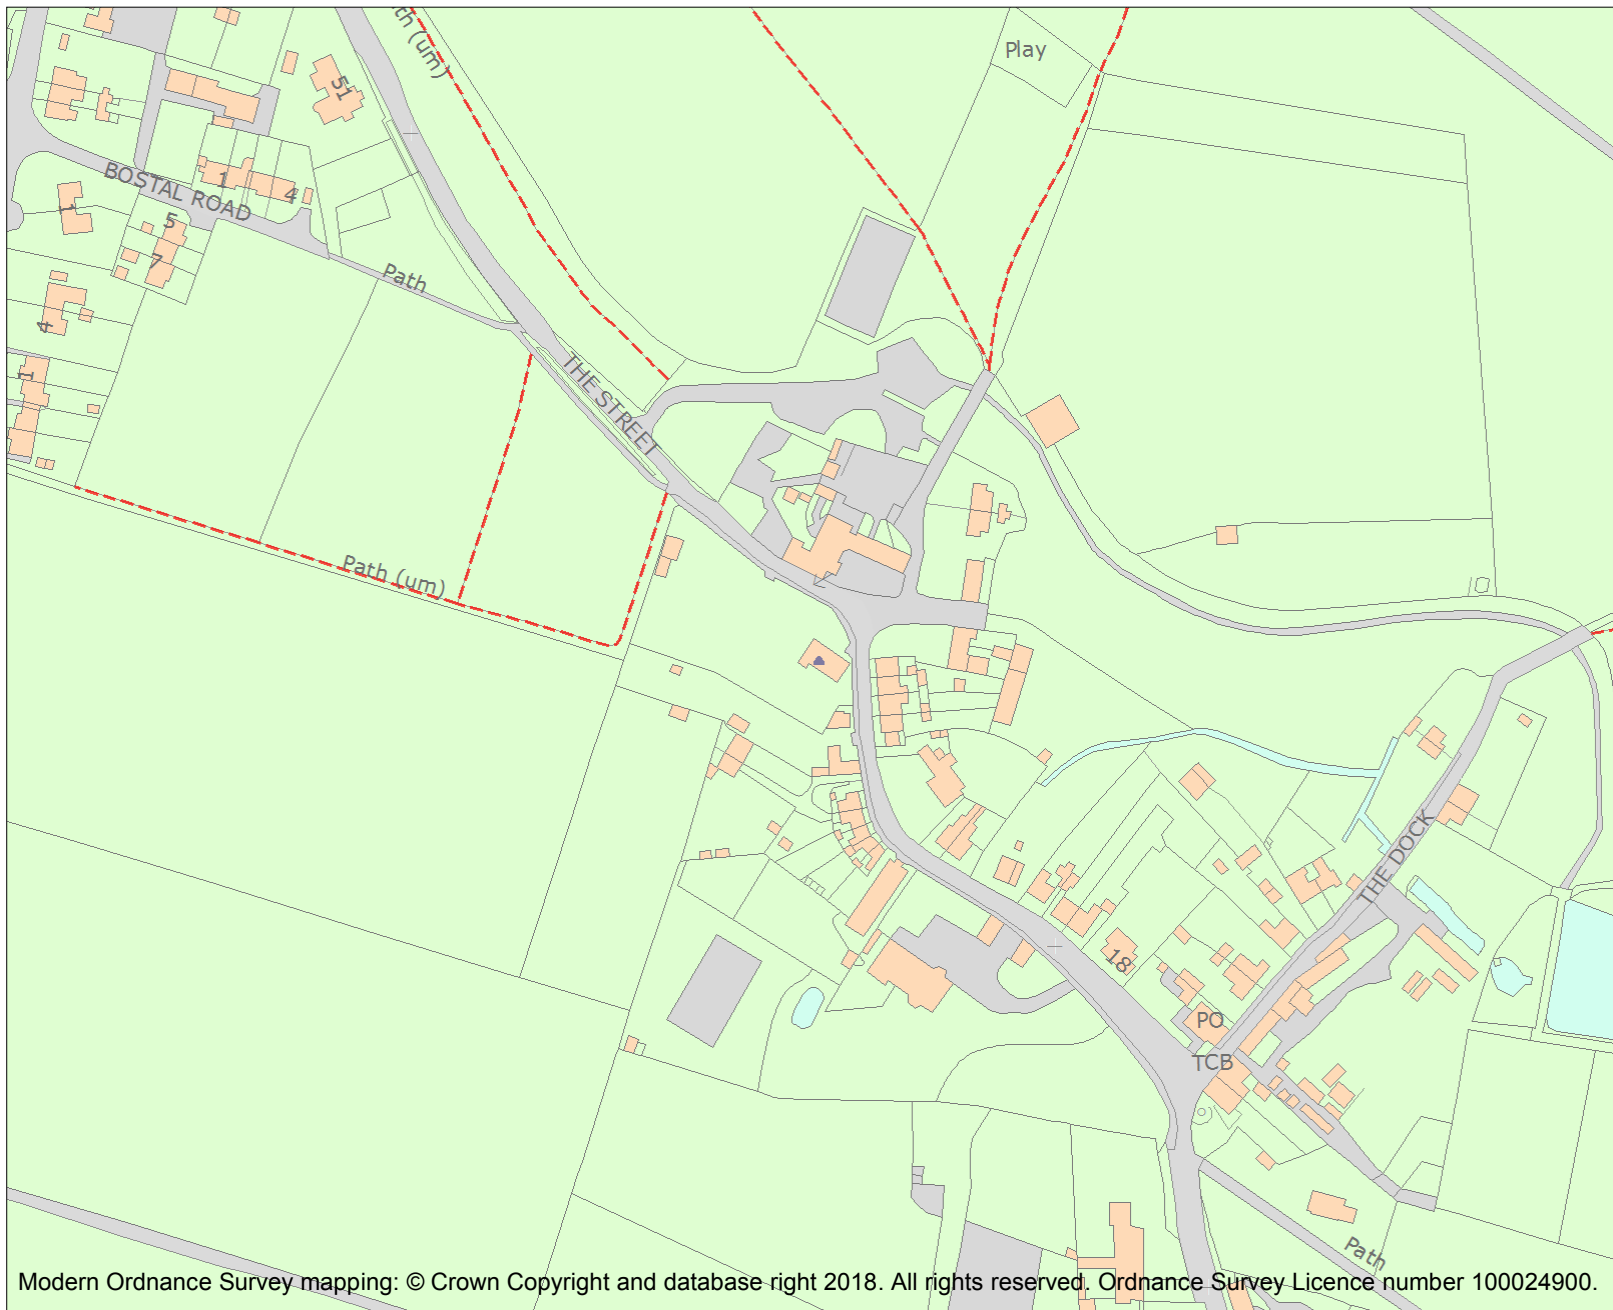 Path (um)
Play
51
BOSTAL ROAD
1
4
1
5
7
Path
4
1
THE STREET
Path (um)
THE DOCK
18
PO
TCB
Path
Modern Ordnance Survey mapping: © Crown Copyright and database right 2018. All rights reserved. Ordnance Survey Licence number 100024900.